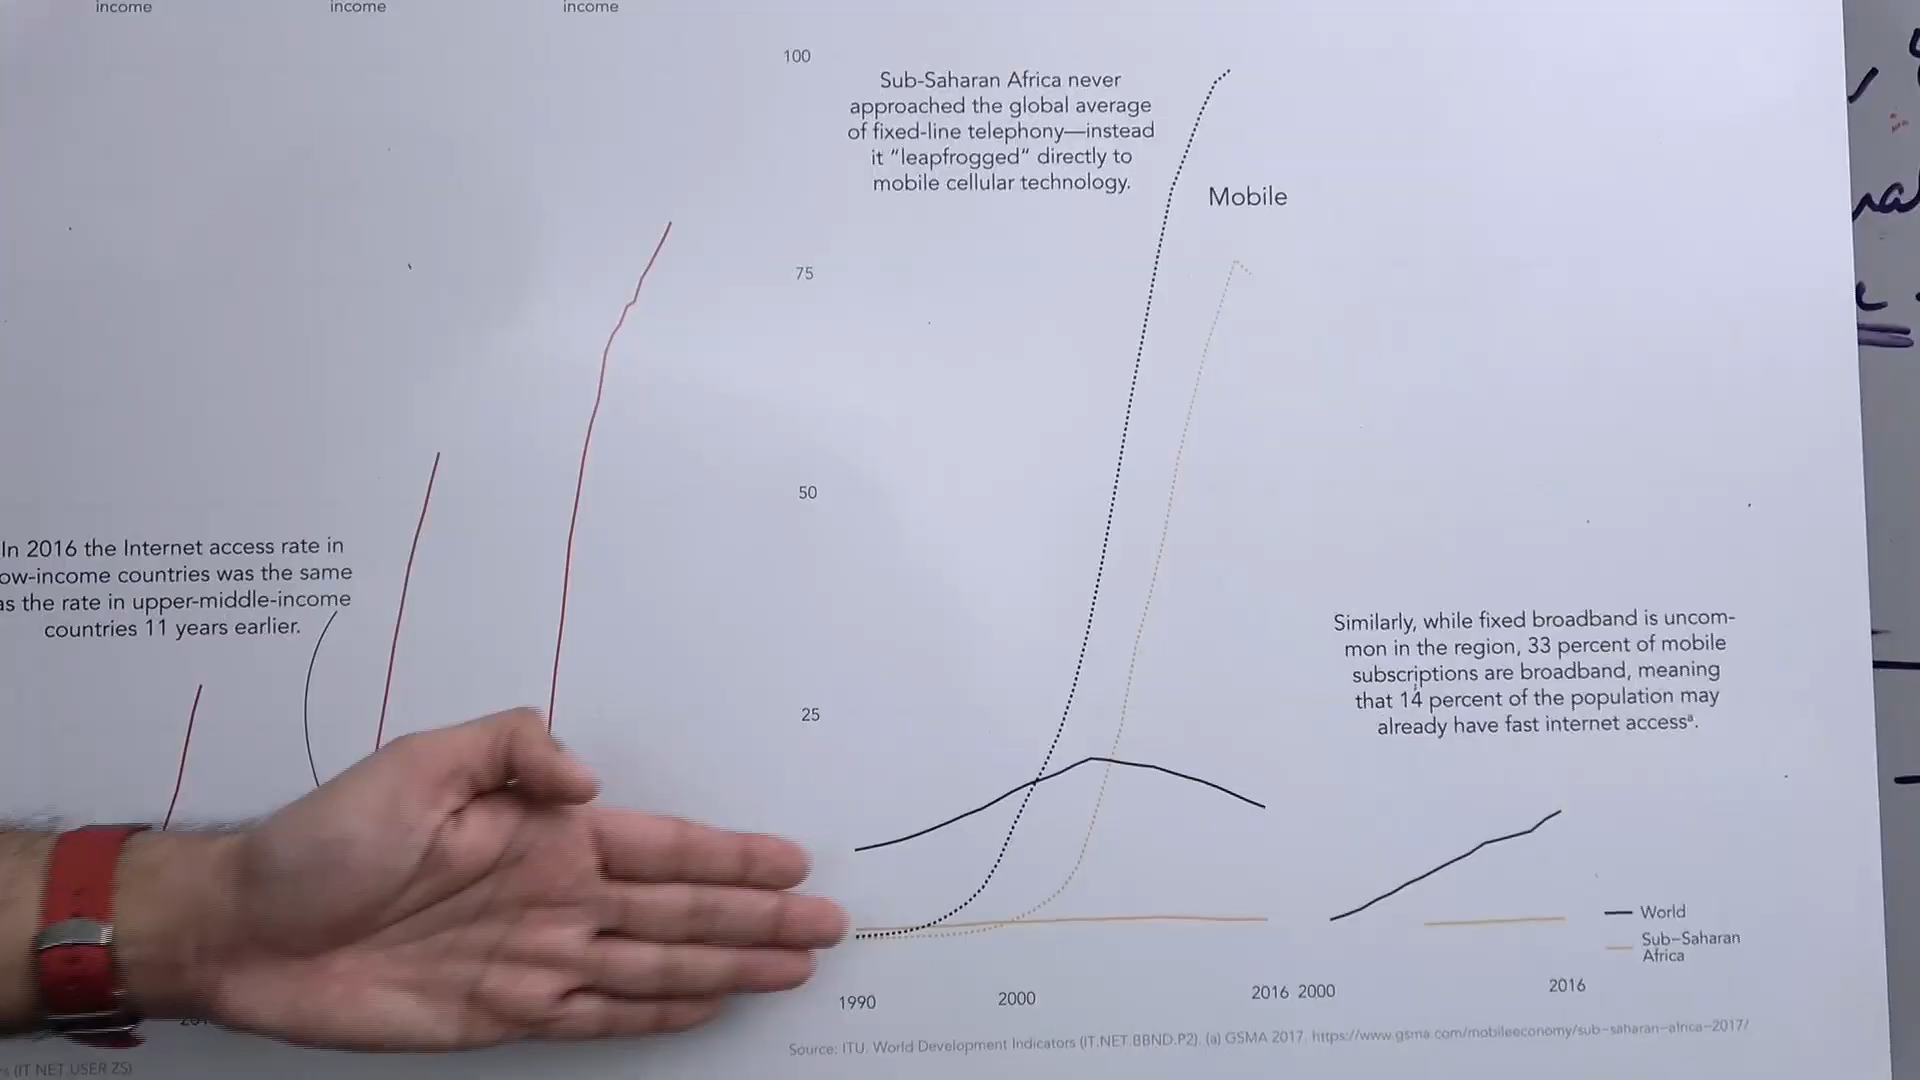 income
income
income
In 2016 the Internet access rate in
ow-income countries was the same
as the rate in upper-middle-income
countries 11 years earlier.
s (IT NET.USER ZS)
100
75
50
25
Sub-Saharan Africa never
approached the global average
of fixed-line telephony—instead
it "leapfrogged" directly to
mobile cellular technology.
Mobile
1990
2000
2016
Similarly, while fixed broadband is uncom-
mon in the region, 33 percent of mobile
subscriptions are broadband, meaning
that 14 percent of the population may
already have fast internet accessª.
World
Sub-Saharan
Africa
2000
2016
Source: ITU. World Development Indicators (IT.NET.BBND.P2). (a) GSMA 2017. https://www.gsma.com/mobileeconomy/sub-saharan-africa-2017/